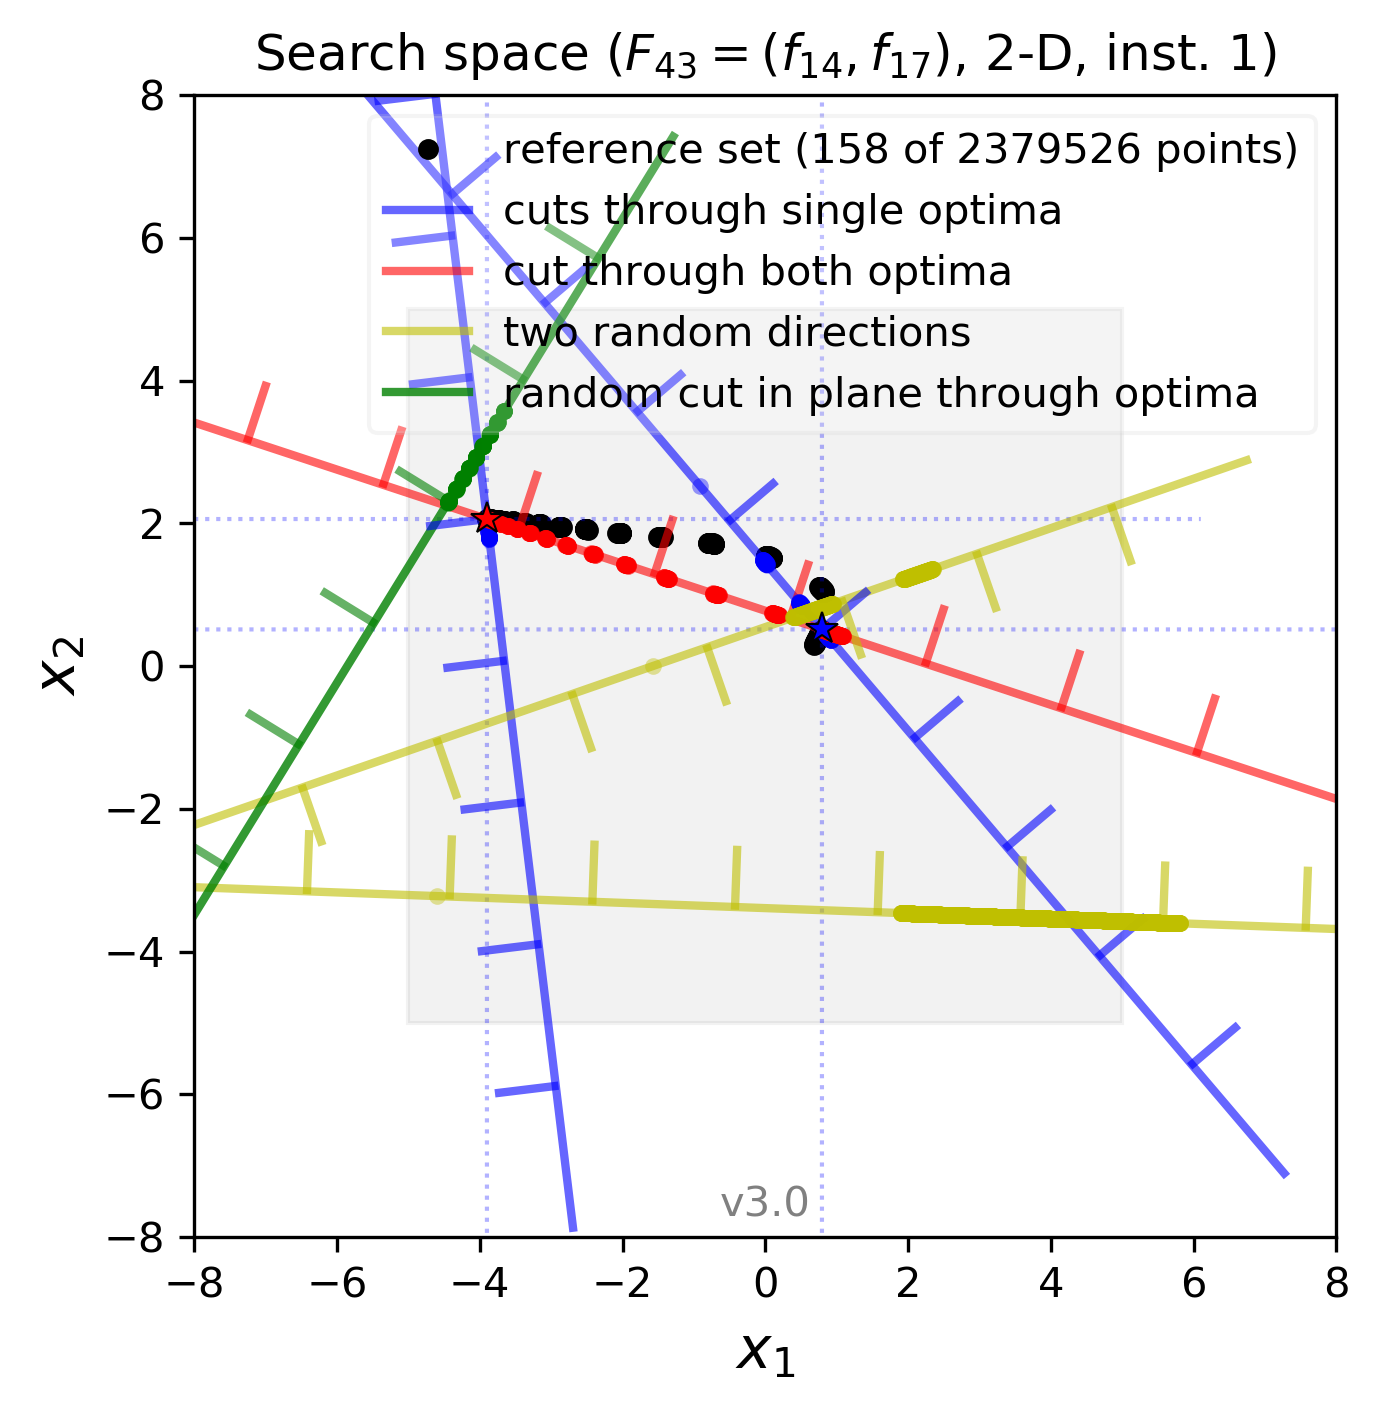 Search space (F₄₃ = (f₁₄, f₁₇), 2-D, inst. 1)
reference set (158 of 2379526 points)
cuts through single optima
cut through both optima
two random directions
random cut in plane through optima
8
6
4
2
0
−2
−4
−6
−8
x₂
v3.0
−8 −6 −4 −2 0 2 4 6 8
x₁